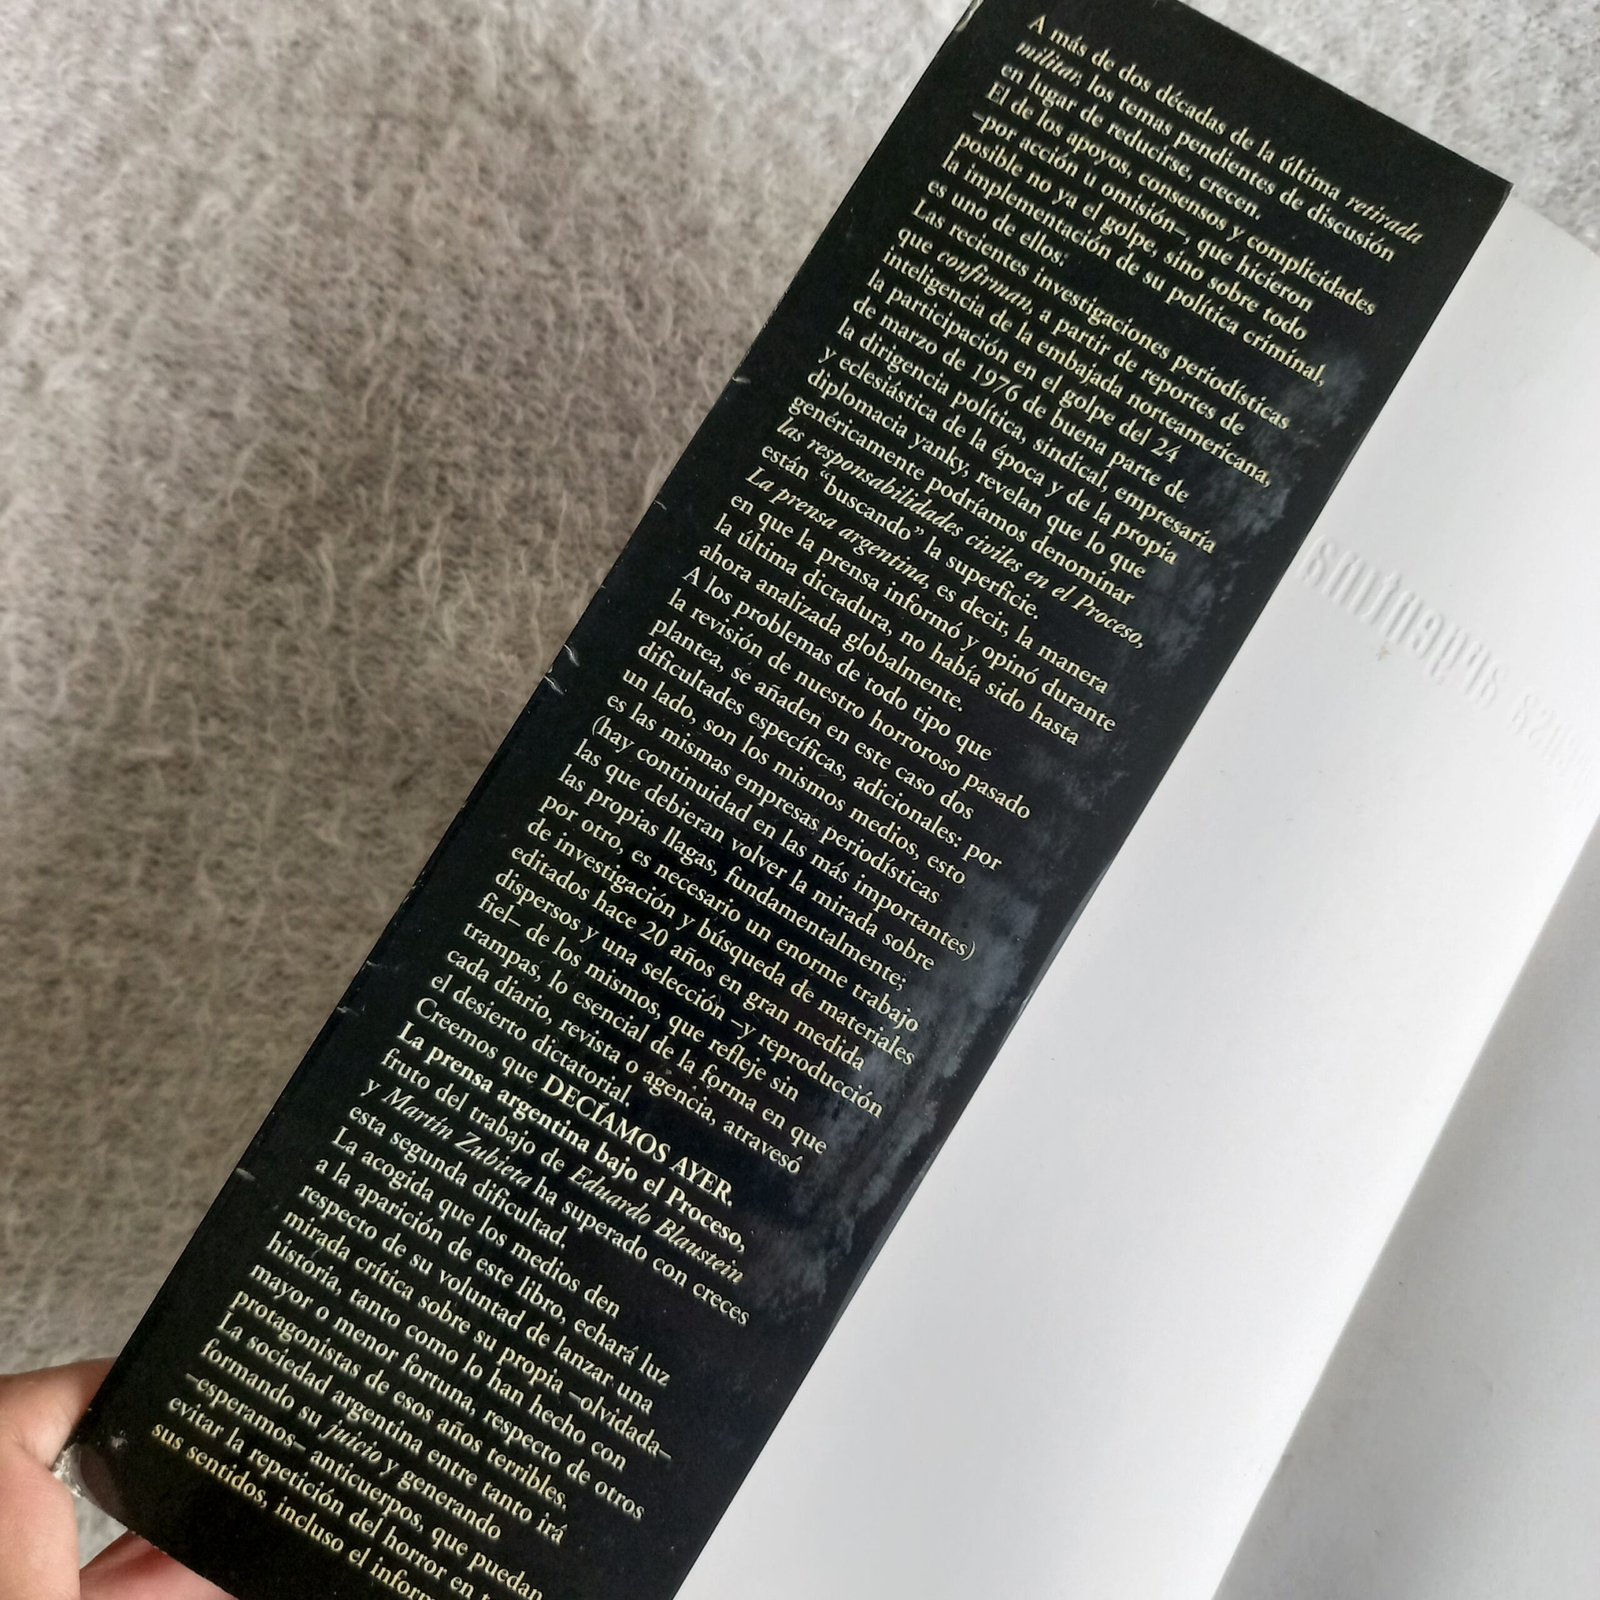 A más de dos décadas de la última retirada
militar, los temas pendientes de discusión
en lugar de reducirse, crecen.
El de los apoyos, consensos y complicidades
–por acción u omisión–, que hicieron
posible no ya el golpe, sino sobre todo
la implementación de su política criminal,
es uno de ellos:
Las recientes investigaciones periodísticas
que confirman, a partir de reportes de
inteligencia de la embajada norteamericana,
la participación en el golpe del 24
de marzo de 1976 de buena parte de
la dirigencia política, sindical, empresaria
y eclesiástica de la época y de la propia
diplomacia yanky, revelan que lo que
genéricamente podríamos denominar
las responsabilidades civiles en el Proceso,
están "buscando" la superficie.
La prensa argentina, es decir, la manera
en que la prensa informó y opinó durante
la última dictadura, no había sido hasta
ahora analizada globalmente.
A los problemas de todo tipo que
la revisión de nuestro horroroso pasado
plantea, se añaden en este caso dos
dificultades específicas, adicionales: por
un lado, son los mismos medios, esto
es las mismas empresas periodísticas
(hay continuidad en las más importantes)
las que debieran volver la mirada sobre
las propias llagas, fundamentalmente;
por otro, es necesario un enorme trabajo
de investigación y búsqueda de materiales
editados hace 20 años en gran medida
dispersos y una selección –y reproducción
fiel– de los mismos, que refleje sin
trampas, lo esencial de la forma en que
cada diario, revista o agencia, atravesó
el desierto dictatorial.
Creemos que DECÍAMOS AYER.
La prensa argentina bajo el Proceso,
fruto del trabajo de Eduardo Blaustein
y Martín Zubieta ha superado con creces
esta segunda dificultad.
La acogida que los medios den
a la aparición de este libro, echará luz
respecto de su voluntad de lanzar una
mirada crítica sobre su propia –olvidada–
historia, tanto como lo han hecho con
mayor o menor fortuna, respecto de otros
protagonistas de esos años terribles.
La sociedad argentina entre tanto irá
formando su juicio y generando
–esperamos– anticuerpos, que puedan
evitar la repetición del horror en
sus sentidos, incluso el